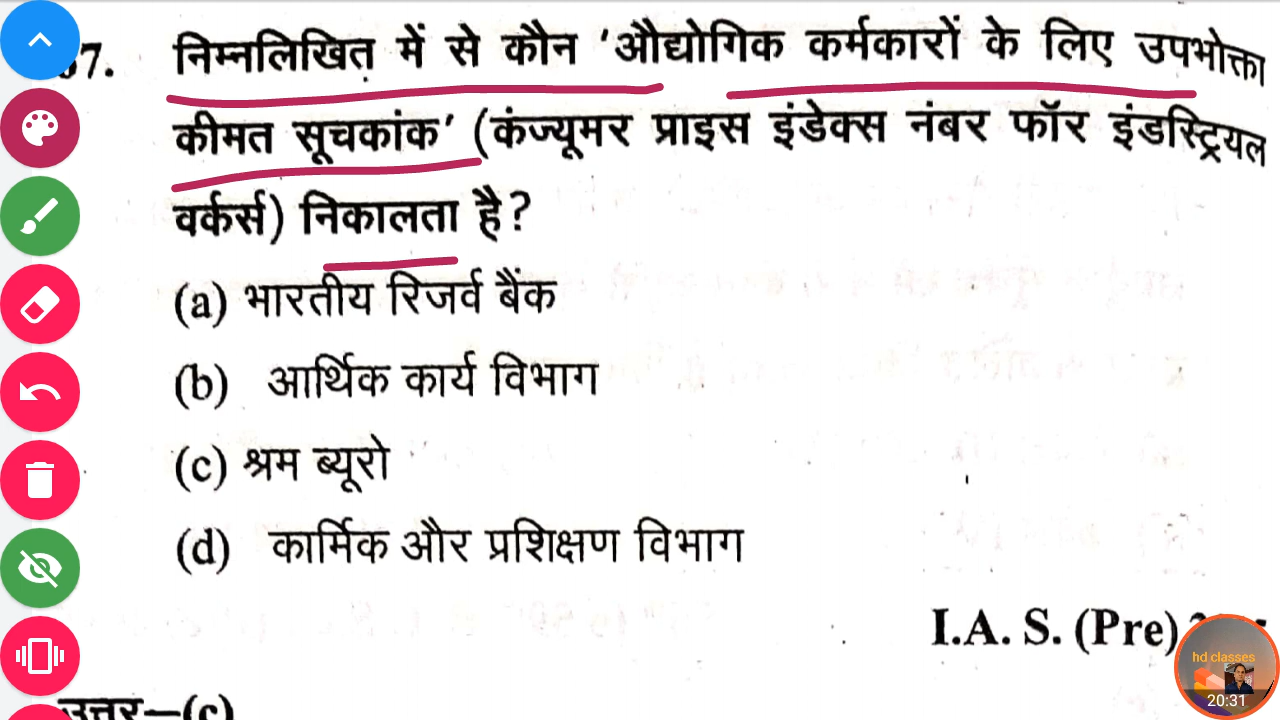 37. निम्नलिखित में से कौन 'औद्योगिक कर्मकारों के लिए उपभोक्ता
कीमत सूचकांक' (कंज्यूमर प्राइस इंडेक्स नंबर फॉर इंडस्ट्रियल
वर्कर्स) निकालता है?
(a) भारतीय रिजर्व बैंक
(b) आर्थिक कार्य विभाग
(c) श्रम ब्यूरो
(d) कार्मिक और प्रशिक्षण विभाग
I.A. S. (Pre)
hd classes
20:31
उत्तर—(c)